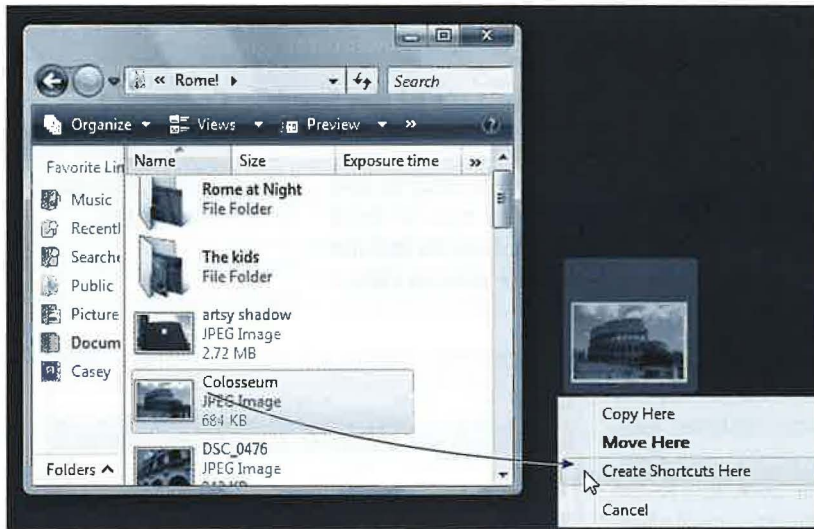 « Rome! ▸
Search
Organize
Views
Preview
»
Favorite Lin
Name
Size
Exposure time
»
Music
Recentl
Searche
Public
Picture
Docum
Casey
Folders
Rome at Night
File Folder
The kids
File Folder
artsy shadow
JPEG Image
2.72 MB
Colosseum
JPEG Image
684 KB
DSC_0476
JPEG Image
Copy Here
Move Here
Create Shortcuts Here
Cancel